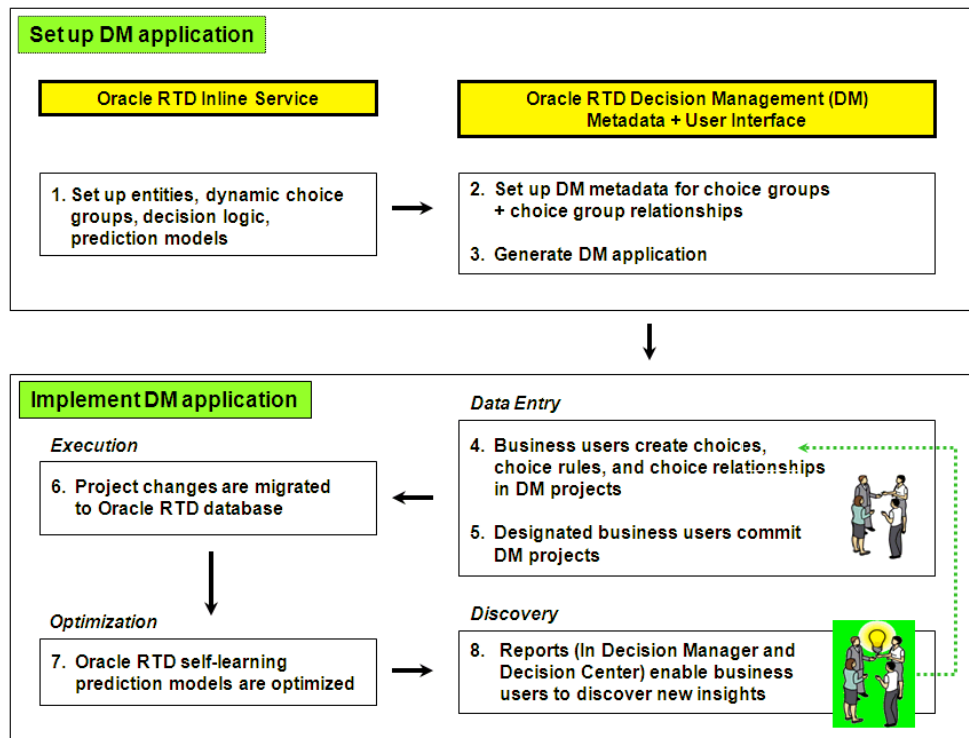 Set up DM application
Oracle RTD Inline Service
Oracle RTD Decision Management (DM)
Metadata + User Interface
1. Set up entities, dynamic choice
groups, decision logic,
prediction models
2. Set up DM metadata for choice groups
+ choice group relationships
3. Generate DM application
Implement DM application
Data Entry
4. Business users create choices,
choice rules, and choice relationships
in DM projects
5. Designated business users commit
DM projects
Execution
6. Project changes are migrated
to Oracle RTD database
Optimization
7. Oracle RTD self-learning
prediction models are optimized
Discovery
8. Reports (In Decision Manager and
Decision Center) enable business
users to discover new insights